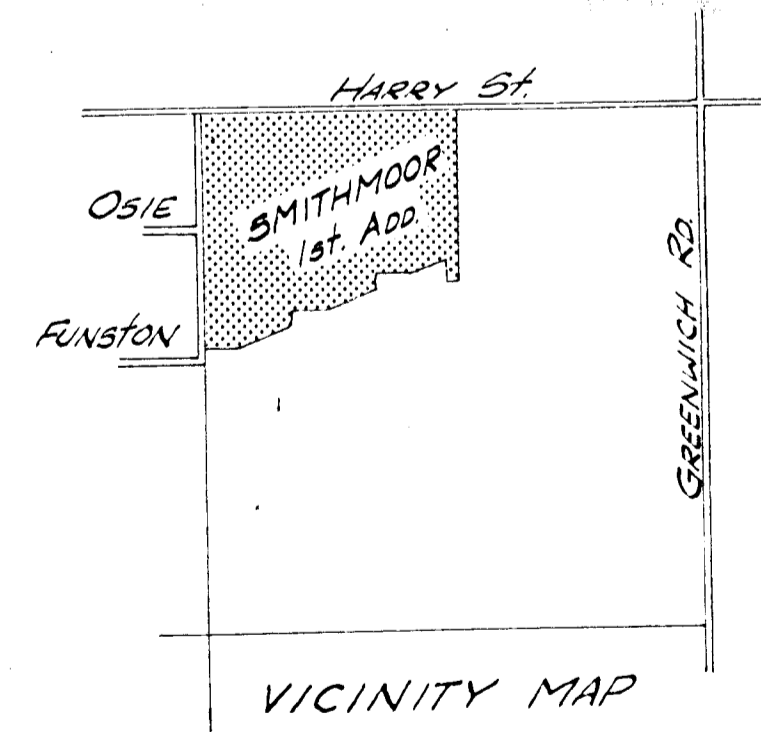 HARRY St.
OSIE
SMITHMOOR
1st. ADD.
FUNSTON
GREENWICH RD.
VICINITY MAP